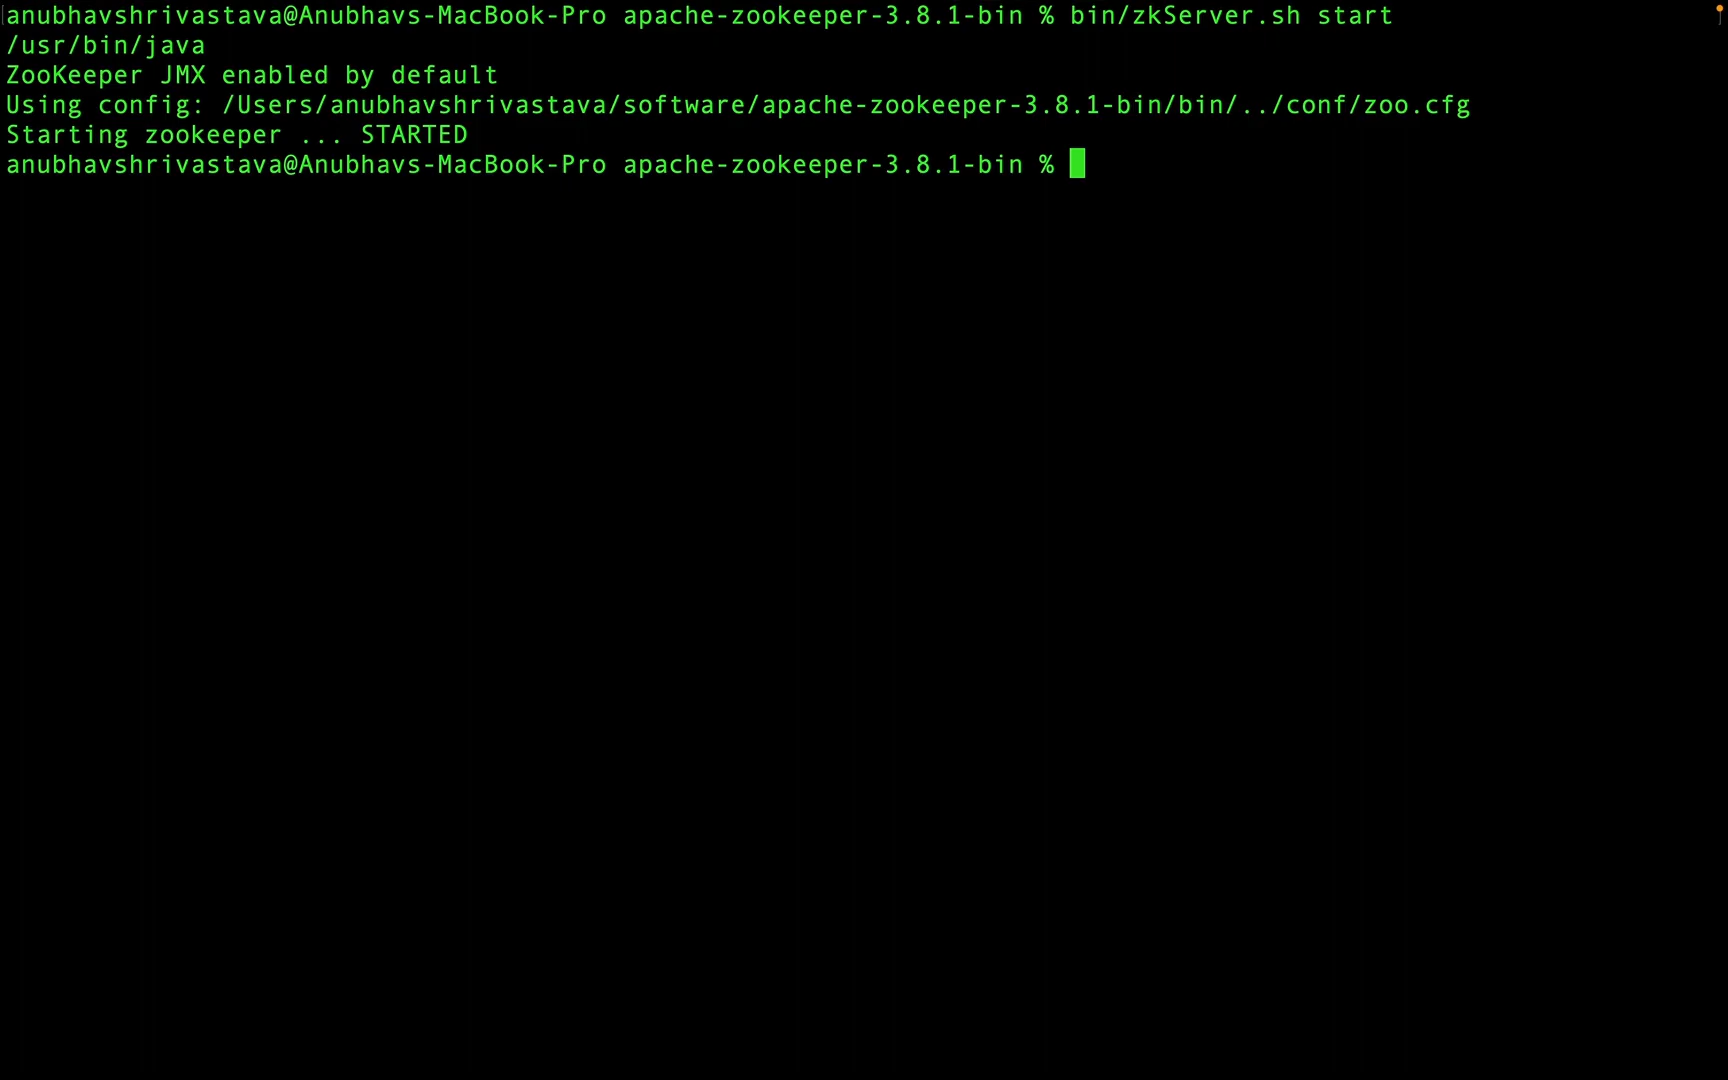 anubhavshrivastava@Anubhavs-MacBook-Pro apache-zookeeper-3.8.1-bin % bin/zkServer.sh start
/usr/bin/java
ZooKeeper JMX enabled by default
Using config: /Users/anubhavshrivastava/software/apache-zookeeper-3.8.1-bin/bin/../conf/zoo.cfg
Starting zookeeper ... STARTED
anubhavshrivastava@Anubhavs-MacBook-Pro apache-zookeeper-3.8.1-bin %